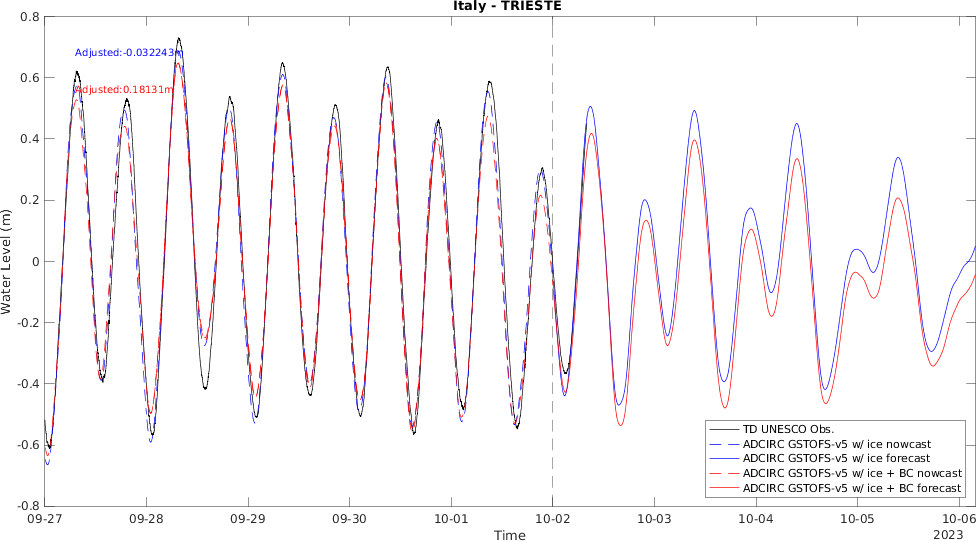 Italy - TRIESTE
0.8
0.6
0.4
0.2
0
-0.2
-0.4
-0.6
-0.8
Water Level (m)
Adjusted:-0.032243m
Adjusted:0.18131m
TD UNESCO Obs.
ADCIRC GSTOFS-v5 w/ ice nowcast
ADCIRC GSTOFS-v5 w/ ice forecast
ADCIRC GSTOFS-v5 w/ ice + BC nowcast
ADCIRC GSTOFS-v5 w/ ice + BC forecast
09-27 09-28 09-29 09-30 10-01 10-02 10-03 10-04 10-05 10-06
Time
2023